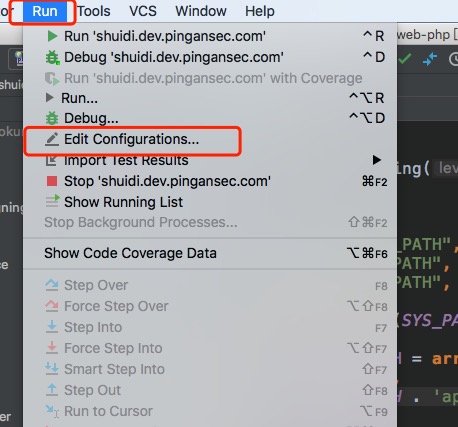 or Run Tools VCS Window Help
Run 'shuidi.dev.pingansec.com' ^R
web-php ]
Debug 'shuidi.dev.pingansec.com' ^D
Run 'shuidi.dev.pingansec.com' with Coverage
shui
Run... ^⌥R
Debug... ^⌥D
oku
Edit Configurations...
Import Test Results
ing( lev
Stop 'shuidi.dev.pingansec.com' ⌘F2
Show Running List
ning
Stop Background Processes... ⇧⌘F2
_PATH",
Show Code Coverage Data ⌥⌘F6
PATH",
ce
PATH",
Step Over F8
Force Step Over ⌥⇧F8
(SYS_PA
Step Into F7
Force Step Into ⌥⇧F7
H = arr
Smart Step Into ⇧F7
Step Out ⇧F8
H . 'ap
Run to Cursor ⌥F9
er